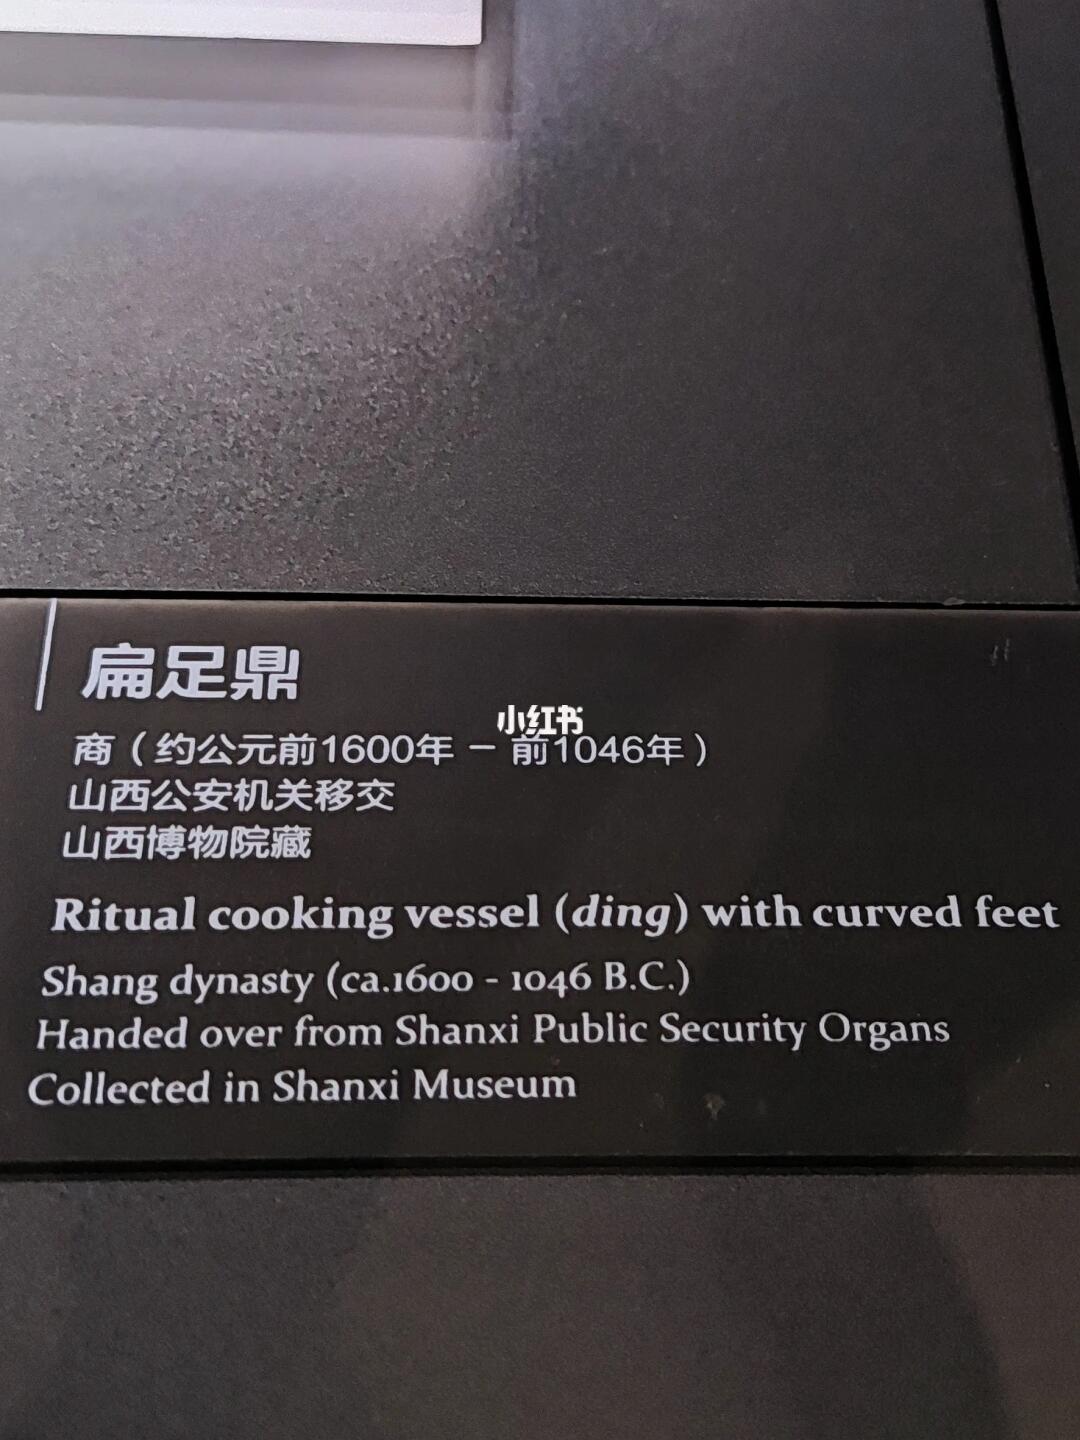 扁足鼎
小红书
商（约公元前1600年 – 前1046年）
山西公安机关移交
山西博物院藏
Ritual cooking vessel (ding) with curved feet
Shang dynasty (ca.1600 - 1046 B.C.)
Handed over from Shanxi Public Security Organs
Collected in Shanxi Museum